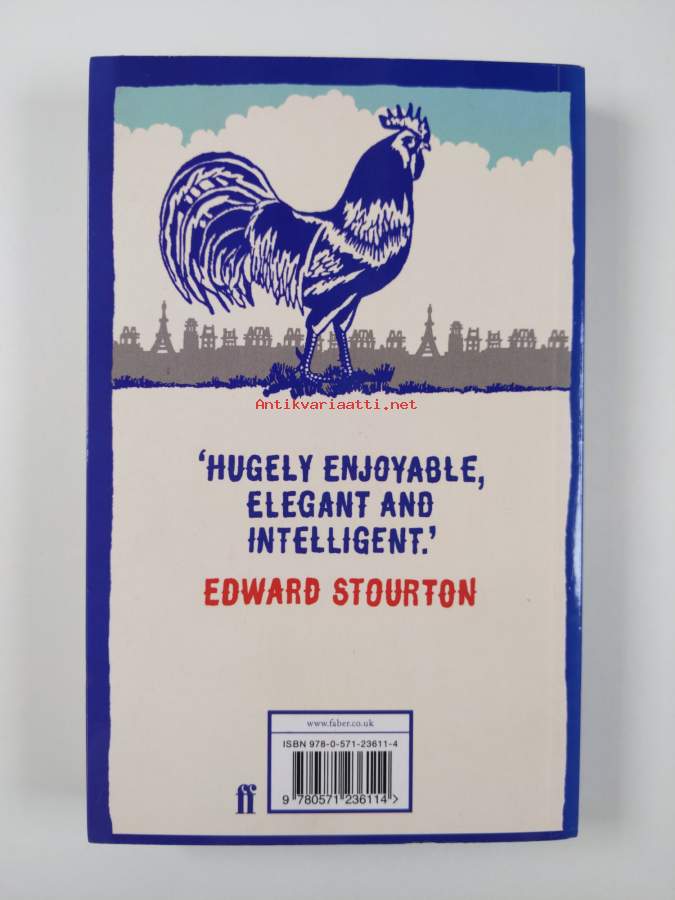 Antikvariaatti.net
‘HUGELY ENJOYABLE,
ELEGANT AND
INTELLIGENT.’
EDWARD STOURTON
www.faber.co.uk
ISBN 978-0-571-23611-4
ff
9 780571 236114 >